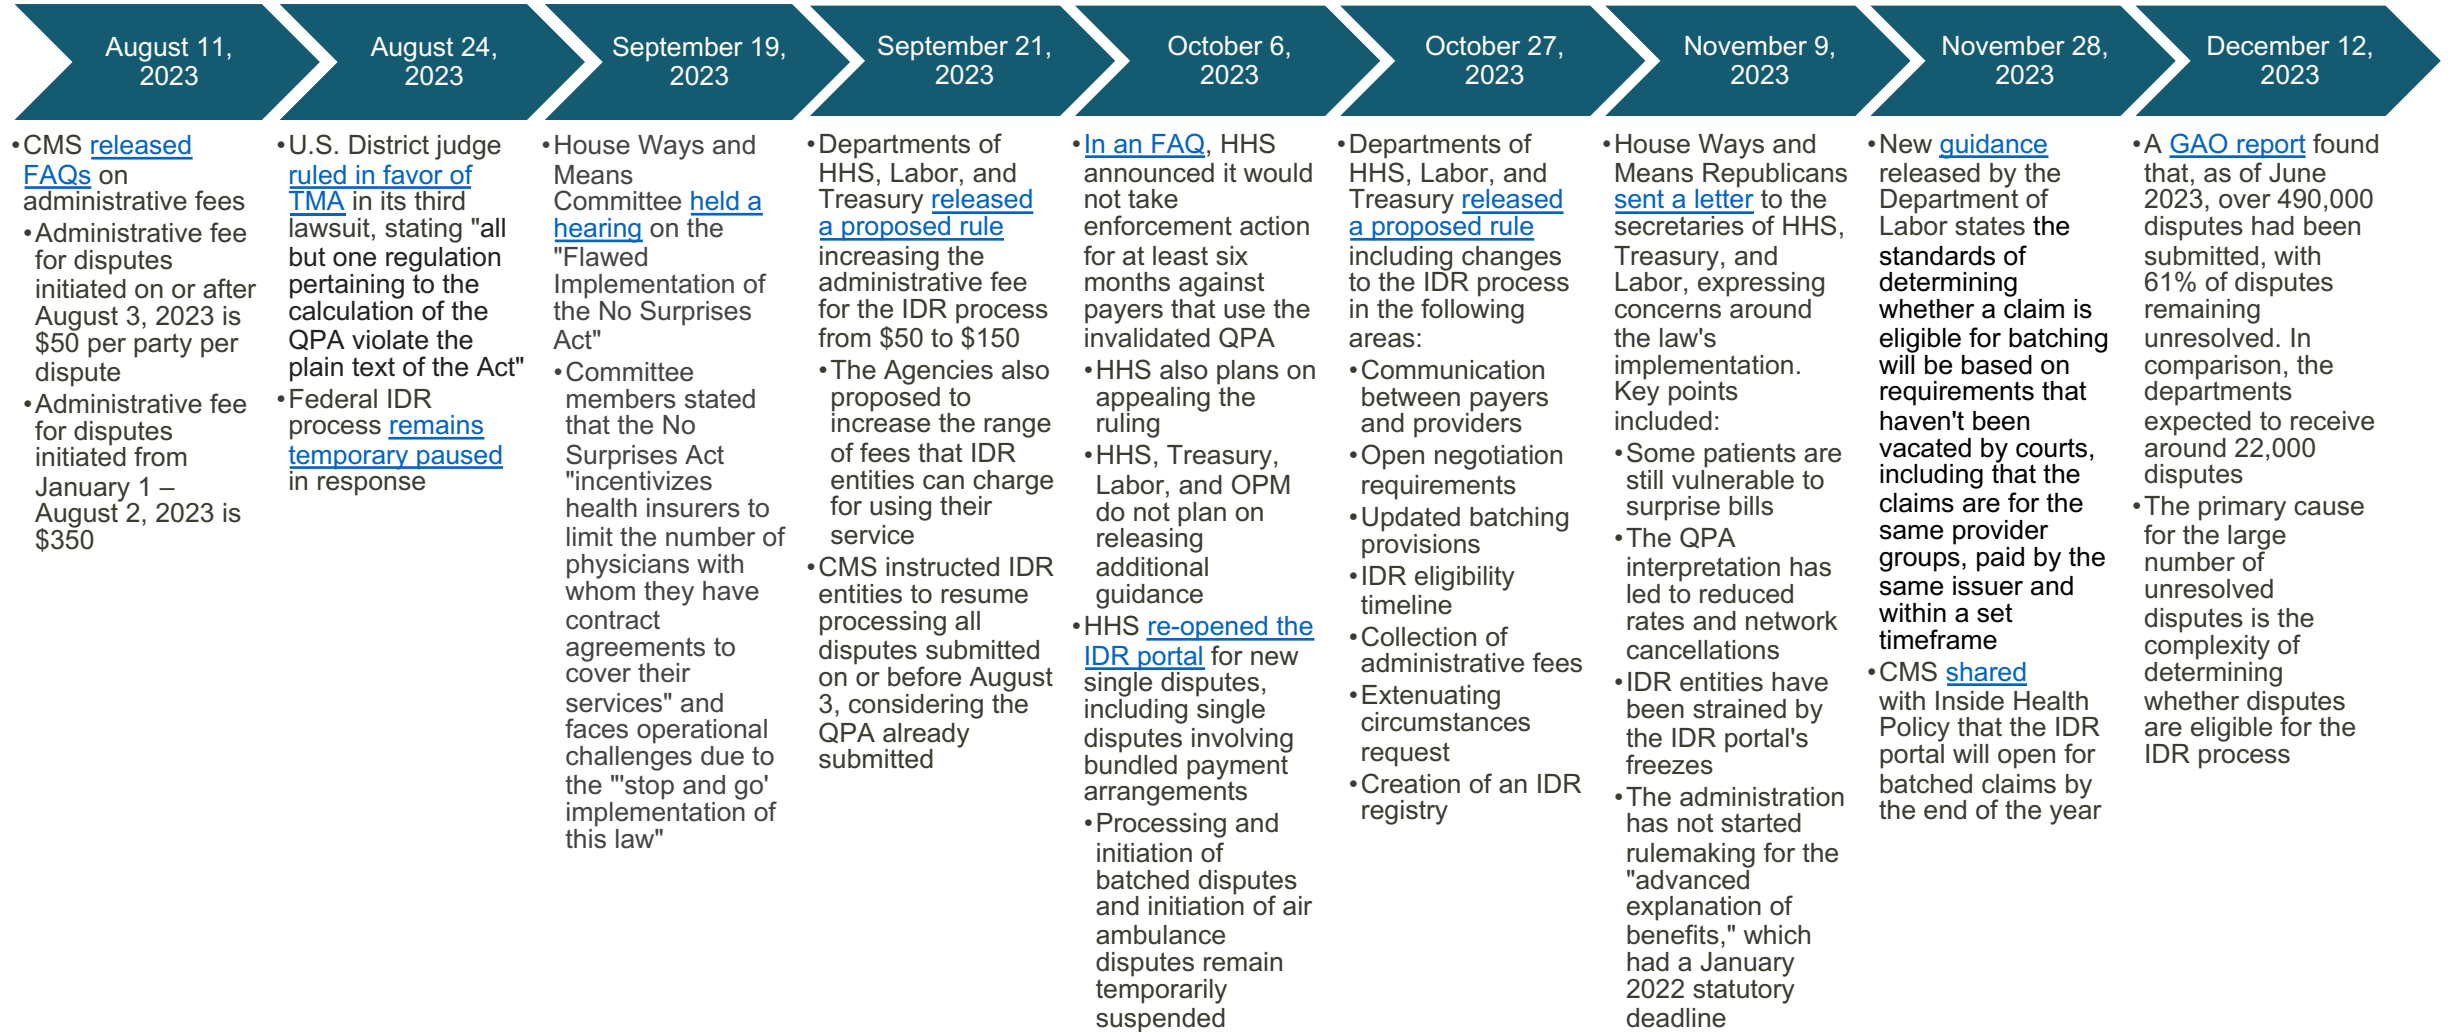 August 11,
2023
August 24,
2023
September 19,
2023
September 21,
2023
October 6,
2023
October 27,
2023
November 9,
2023
November 28,
2023
December 12,
2023
•CMS released
FAQs on
administrative fees
•Administrative fee
for disputes
initiated on or after
August 3, 2023 is
$50 per party per
dispute
•Administrative fee
for disputes
initiated from
January 1 –
August 2, 2023 is
$350
•U.S. District judge
ruled in favor of
TMA in its third
lawsuit, stating "all
but one regulation
pertaining to the
calculation of the
QPA violate the
plain text of the Act"
•Federal IDR
process remains
temporary paused
in response
•House Ways and
Means
Committee held a
hearing on the
"Flawed
Implementation of
the No Surprises
Act"
•Committee
members stated
that the No
Surprises Act
"incentivizes
health insurers to
limit the number of
physicians with
whom they have
contract
agreements to
cover their
services" and
faces operational
challenges due to
the "'stop and go'
implementation of
this law"
•Departments of
HHS, Labor, and
Treasury released
a proposed rule
increasing the
administrative fee
for the IDR process
from $50 to $150
•The Agencies also
proposed to
increase the range
of fees that IDR
entities can charge
for using their
service
•CMS instructed IDR
entities to resume
processing all
disputes submitted
on or before August
3, considering the
QPA already
submitted
•In an FAQ, HHS
announced it would
not take
enforcement action
for at least six
months against
payers that use the
invalidated QPA
•HHS also plans on
appealing the
ruling
•HHS, Treasury,
Labor, and OPM
do not plan on
releasing
additional
guidance
•HHS re-opened the
IDR portal for new
single disputes,
including single
disputes involving
bundled payment
arrangements
•Processing and
initiation of
batched disputes
and initiation of air
ambulance
disputes remain
temporarily
suspended
•Departments of
HHS, Labor, and
Treasury released
a proposed rule
including changes
to the IDR process
in the following
areas:
•Communication
between payers
and providers
•Open negotiation
requirements
•Updated batching
provisions
•IDR eligibility
timeline
•Collection of
administrative fees
•Extenuating
circumstances
request
•Creation of an IDR
registry
•House Ways and
Means Republicans
sent a letter to the
secretaries of HHS,
Treasury, and
Labor, expressing
concerns around
the law's
implementation.
Key points
included:
•Some patients are
still vulnerable to
surprise bills
•The QPA
interpretation has
led to reduced
rates and network
cancellations
•IDR entities have
been strained by
the IDR portal's
freezes
•The administration
has not started
rulemaking for the
"advanced
explanation of
benefits," which
had a January
2022 statutory
deadline
•New guidance
released by the
Department of
Labor states the
standards of
determining
whether a claim is
eligible for batching
will be based on
requirements that
haven't been
vacated by courts,
including that the
claims are for the
same provider
groups, paid by the
same issuer and
within a set
timeframe
•CMS shared
with Inside Health
Policy that the IDR
portal will open for
batched claims by
the end of the year
•A GAO report found
that, as of June
2023, over 490,000
disputes had been
submitted, with
61% of disputes
remaining
unresolved. In
comparison, the
departments
expected to receive
around 22,000
disputes
•The primary cause
for the large
number of
unresolved
disputes is the
complexity of
determining
whether disputes
are eligible for the
IDR process